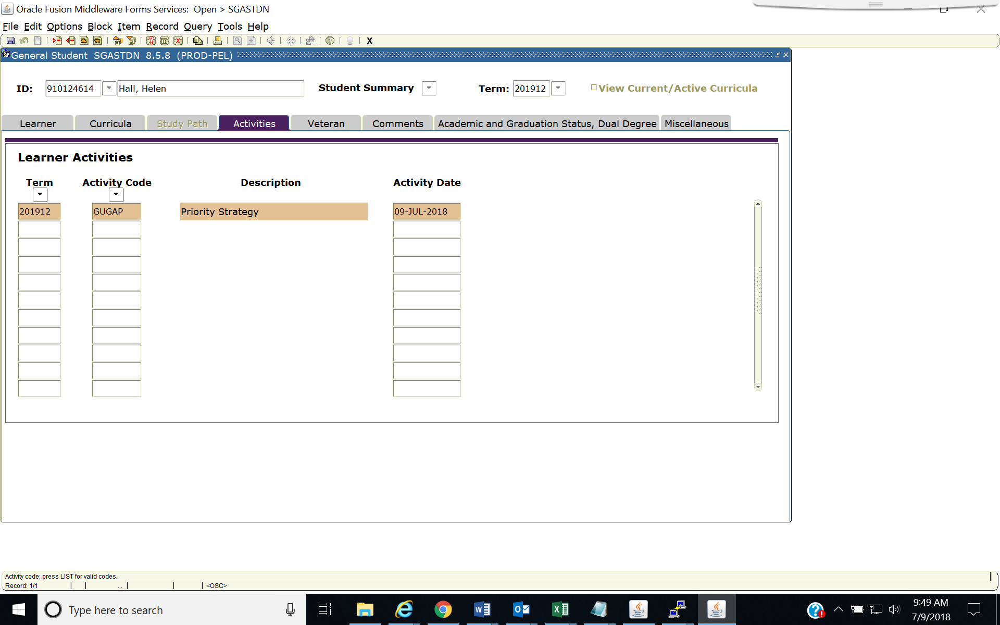 Oracle Fusion Middleware Forms Services:  Open > SGASTDN
File Edit Options Block Item Record Query Tools Help
X
General Student  SGASTDN  8.5.8  (PROD-PEL)
ID: 910124614 Hall, Helen Student Summary Term: 201912 View Current/Active Curricula
Learner Curricula Study Path Activities Veteran Comments Academic and Graduation Status, Dual Degree Miscellaneous
Learner Activities
Term Activity Code Description Activity Date
201912 GUGAP Priority Strategy 09-JUL-2018
Activity code; press LIST for valid codes.
Record: 1/1 ... <OSC>
Type here to search
9:49 AM
7/9/2018